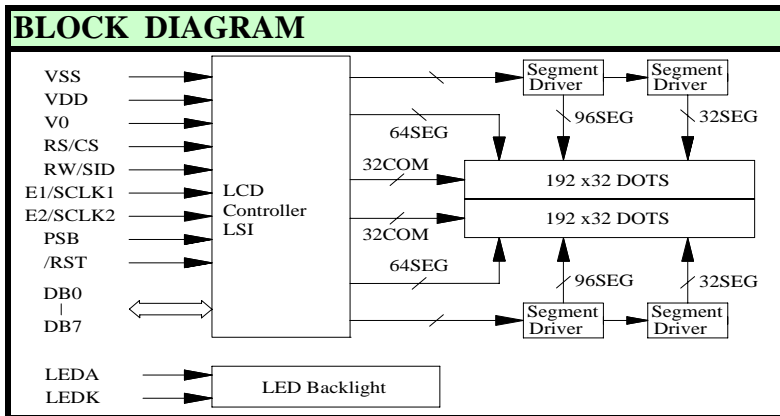 BLOCK DIAGRAM
VSS
VDD
V0
RS/CS
RW/SID
E1/SCLK1
E2/SCLK2
PSB
/RST
DB0
DB7
LCD
Controller
LSI
64SEG
32COM
32COM
64SEG
Segment
Driver
Segment
Driver
96SEG
32SEG
192 x32 DOTS
192 x32 DOTS
96SEG
32SEG
Segment
Driver
Segment
Driver
LEDA
LEDK
LED Backlight